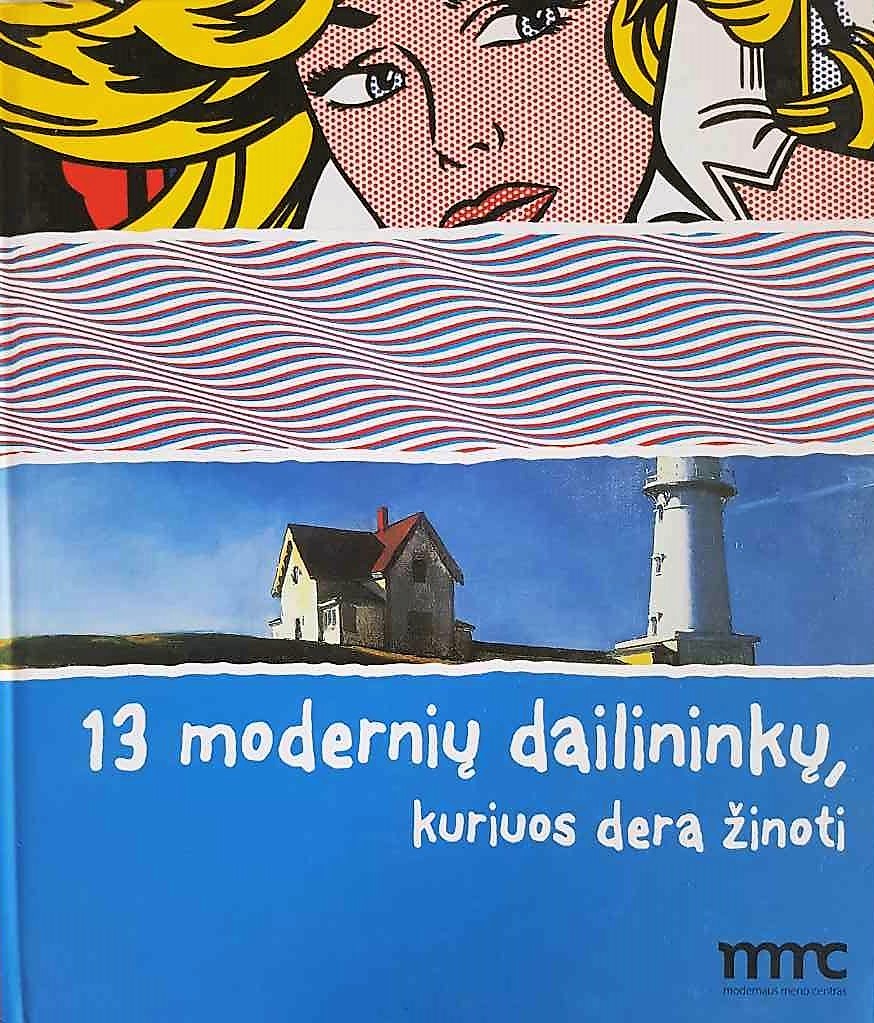 13 modernių dailininkų,
kuriuos dera žinoti
mmc
modernaus meno centras